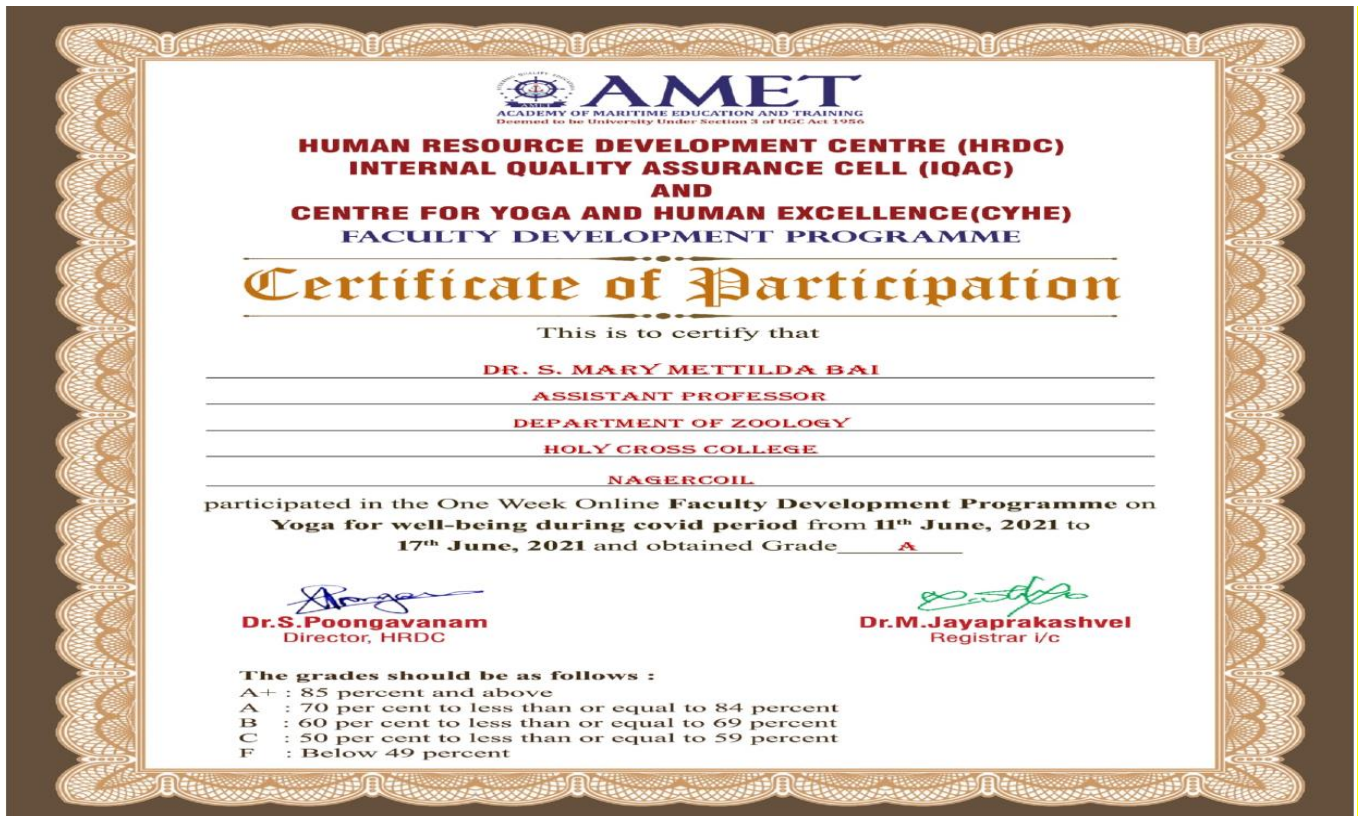 AMET
ACADEMY OF MARITIME EDUCATION AND TRAINING
Deemed to be University Under Section 3 of UGC Act 1956
HUMAN RESOURCE DEVELOPMENT CENTRE (HRDC)
INTERNAL QUALITY ASSURANCE CELL (IQAC)
AND
CENTRE FOR YOGA AND HUMAN EXCELLENCE(CYHE)
FACULTY DEVELOPMENT PROGRAMME
Certificate of Participation
This is to certify that
DR. S. MARY METTILDA BAI
ASSISTANT PROFESSOR
DEPARTMENT OF ZOOLOGY
HOLY CROSS COLLEGE
NAGERCOIL
participated in the One Week Online Faculty Development Programme on
Yoga for well-being during covid period from 11th June, 2021 to
17th June, 2021 and obtained Grade A
Dr.S.Poongavanam
Director, HRDC
Dr.M.Jayaprakashvel
Registrar i/c
The grades should be as follows :
A+ : 85 percent and above
A : 70 per cent to less than or equal to 84 percent
B : 60 per cent to less than or equal to 69 percent
C : 50 per cent to less than or equal to 59 percent
F : Below 49 percent